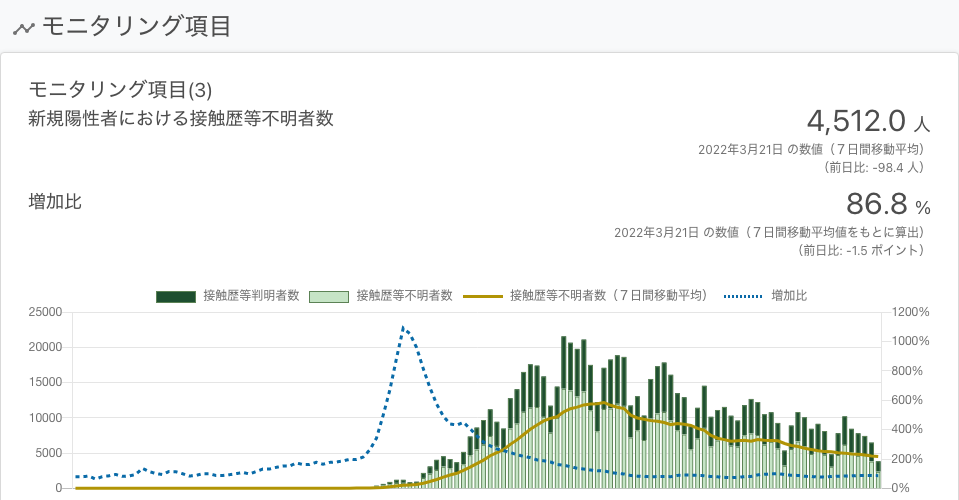 モニタリング項目
モニタリング項目(3)
新規陽性者における接触歴等不明者数
4,512.0 人
2022年3月21日 の数値（７日間移動平均）
（前日比: -98.4 人）
増加比
86.8 %
2022年3月21日 の数値（７日間移動平均値をもとに算出）
（前日比: -1.5 ポイント）
接触歴等判明者数 接触歴等不明者数 接触歴等不明者数（７日間移動平均） 増加比
25000 1200%
20000 1000%
15000 800%
10000 600%
5000 400%
0 200%
0%